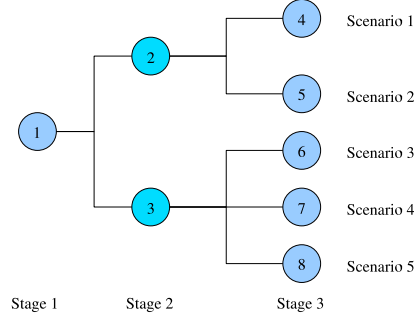 4 Scenario 1
2
5 Scenario 2
1
6 Scenario 3
3 7 Scenario 4
8 Scenario 5
Stage 1 Stage 2 Stage 3